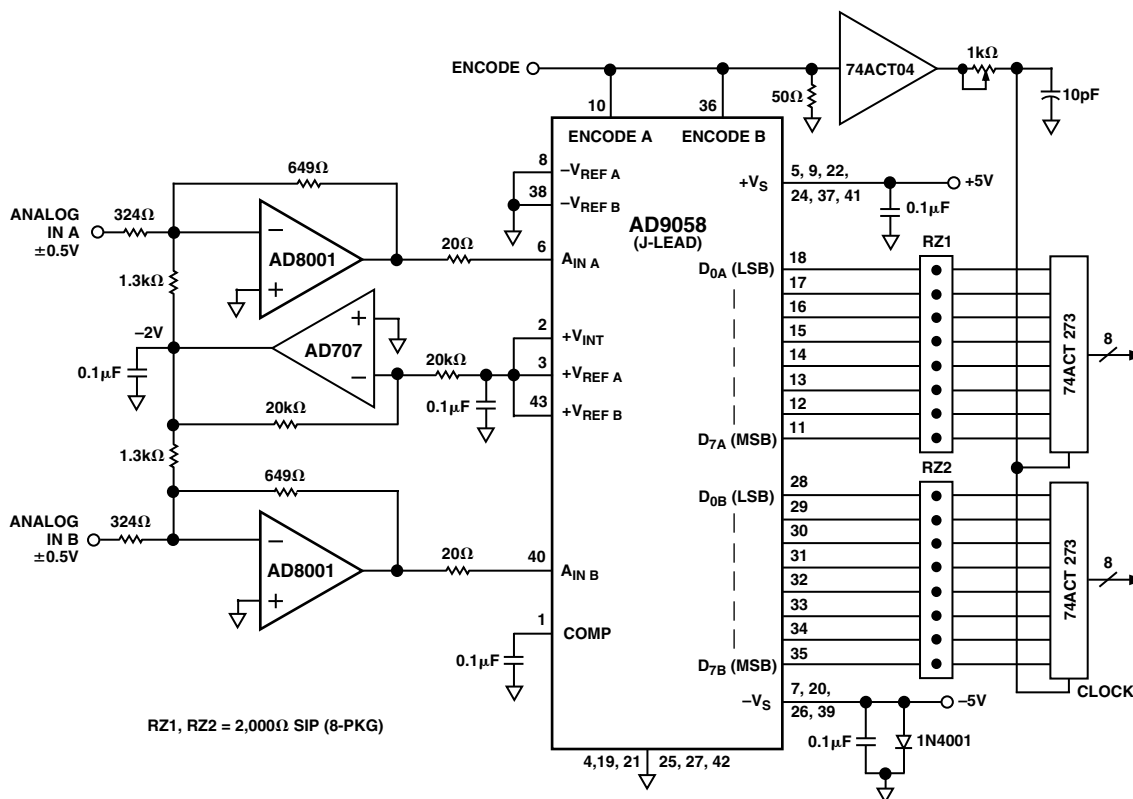 ENCODE
10
36
50Ω
74ACT04
1kΩ
10pF
ENCODE A
ENCODE B
8
–VREF A
38
–VREF B
+VS
5, 9, 22,
24, 37, 41
+5V
0.1µF
AD9058
(J-LEAD)
ANALOG
IN A
±0.5V
324Ω
649Ω
AD8001
–
+
20Ω
6
AIN A
1.3kΩ
–2V
0.1µF
AD707
+
–
20kΩ
20kΩ
0.1µF
2
+VINT
3
+VREF A
43
+VREF B
1.3kΩ
649Ω
ANALOG
IN B
±0.5V
324Ω
AD8001
–
+
20Ω
40
AIN B
1
COMP
0.1µF
RZ1
D0A (LSB)
18
17
16
15
14
13
12
11
D7A (MSB)
74ACT 273
8
RZ2
D0B (LSB)
28
29
30
31
32
33
34
35
D7B (MSB)
74ACT 273
8
CLOCK
–VS
7, 20,
26, 39
–5V
0.1µF
1N4001
4,19, 21
25, 27, 42
RZ1, RZ2 = 2,000Ω SIP (8-PKG)